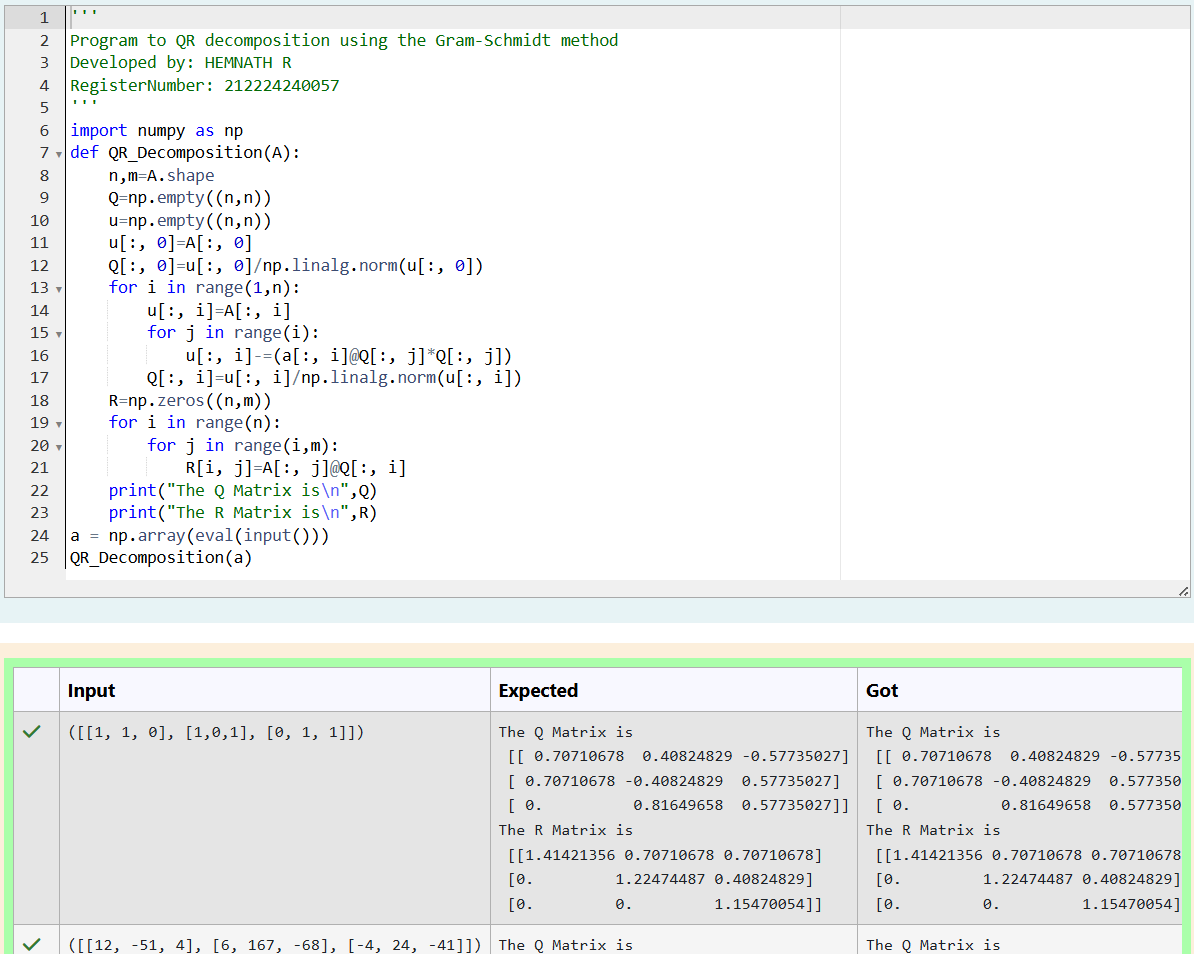 1 '''
2 Program to QR decomposition using the Gram-Schmidt method
3 Developed by: HEMNATH R
4 RegisterNumber: 212224240057
5 '''
6 import numpy as np
7 def QR_Decomposition(A):
8     n,m=A.shape
9     Q=np.empty((n,n))
10     u=np.empty((n,n))
11     u[:, 0]=A[:, 0]
12     Q[:, 0]=u[:, 0]/np.linalg.norm(u[:, 0])
13     for i in range(1,n):
14         u[:, i]=A[:, i]
15         for j in range(i):
16             u[:, i]-=(a[:, i]@Q[:, j]*Q[:, j])
17         Q[:, i]=u[:, i]/np.linalg.norm(u[:, i])
18     R=np.zeros((n,m))
19     for i in range(n):
20         for j in range(i,m):
21             R[i, j]=A[:, j]@Q[:, i]
22     print("The Q Matrix is\n",Q)
23     print("The R Matrix is\n",R)
24 a = np.array(eval(input()))
25 QR_Decomposition(a)
Input Expected Got
([[1, 1, 0], [1,0,1], [0, 1, 1]])
The Q Matrix is
[[ 0.70710678  0.40824829 -0.57735027]
[ 0.70710678 -0.40824829  0.57735027]
[ 0.          0.81649658  0.57735027]]
The R Matrix is
[[1.41421356 0.70710678 0.70710678]
[0.         1.22474487 0.40824829]
[0.         0.         1.15470054]]
The Q Matrix is
[[ 0.70710678  0.40824829 -0.57735
[ 0.70710678 -0.40824829  0.577350
[ 0.          0.81649658  0.577350
The R Matrix is
[[1.41421356 0.70710678 0.70710678
[0.         1.22474487 0.40824829]
[0.         0.         1.15470054]
([[12, -51, 4], [6, 167, -68], [-4, 24, -41]])
The Q Matrix is
The Q Matrix is